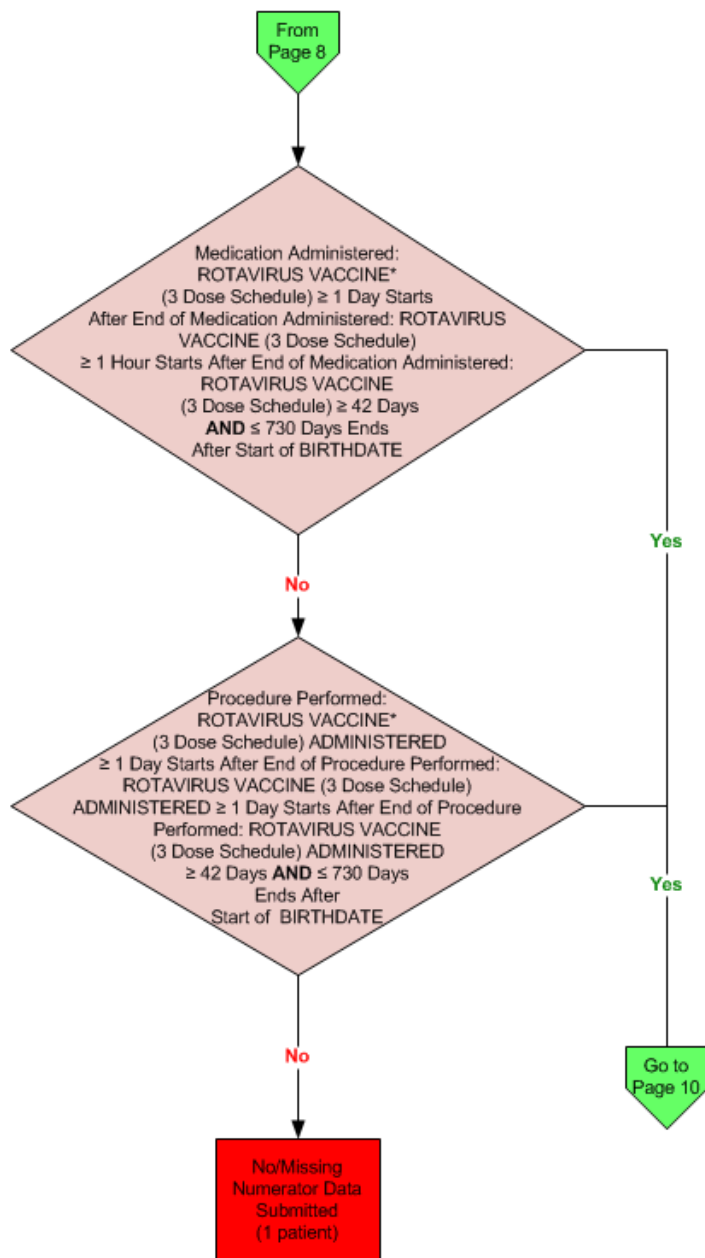 From
Page 8
Medication Administered:
ROTAVIRUS VACCINE*
(3 Dose Schedule) ≥ 1 Day Starts
After End of Medication Administered: ROTAVIRUS
VACCINE (3 Dose Schedule)
≥ 1 Hour Starts After End of Medication Administered:
ROTAVIRUS VACCINE
(3 Dose Schedule) ≥ 42 Days
AND ≤ 730 Days Ends
After Start of BIRTHDATE
Yes
No
Procedure Performed:
ROTAVIRUS VACCINE*
(3 Dose Schedule) ADMINISTERED
≥ 1 Day Starts After End of Procedure Performed:
ROTAVIRUS VACCINE (3 Dose Schedule)
ADMINISTERED ≥ 1 Day Starts After End of Procedure
Performed: ROTAVIRUS VACCINE
(3 Dose Schedule) ADMINISTERED
≥ 42 Days AND ≤ 730 Days
Ends After
Start of BIRTHDATE
Yes
No
Go to
Page 10
No/Missing
Numerator Data
Submitted
(1 patient)